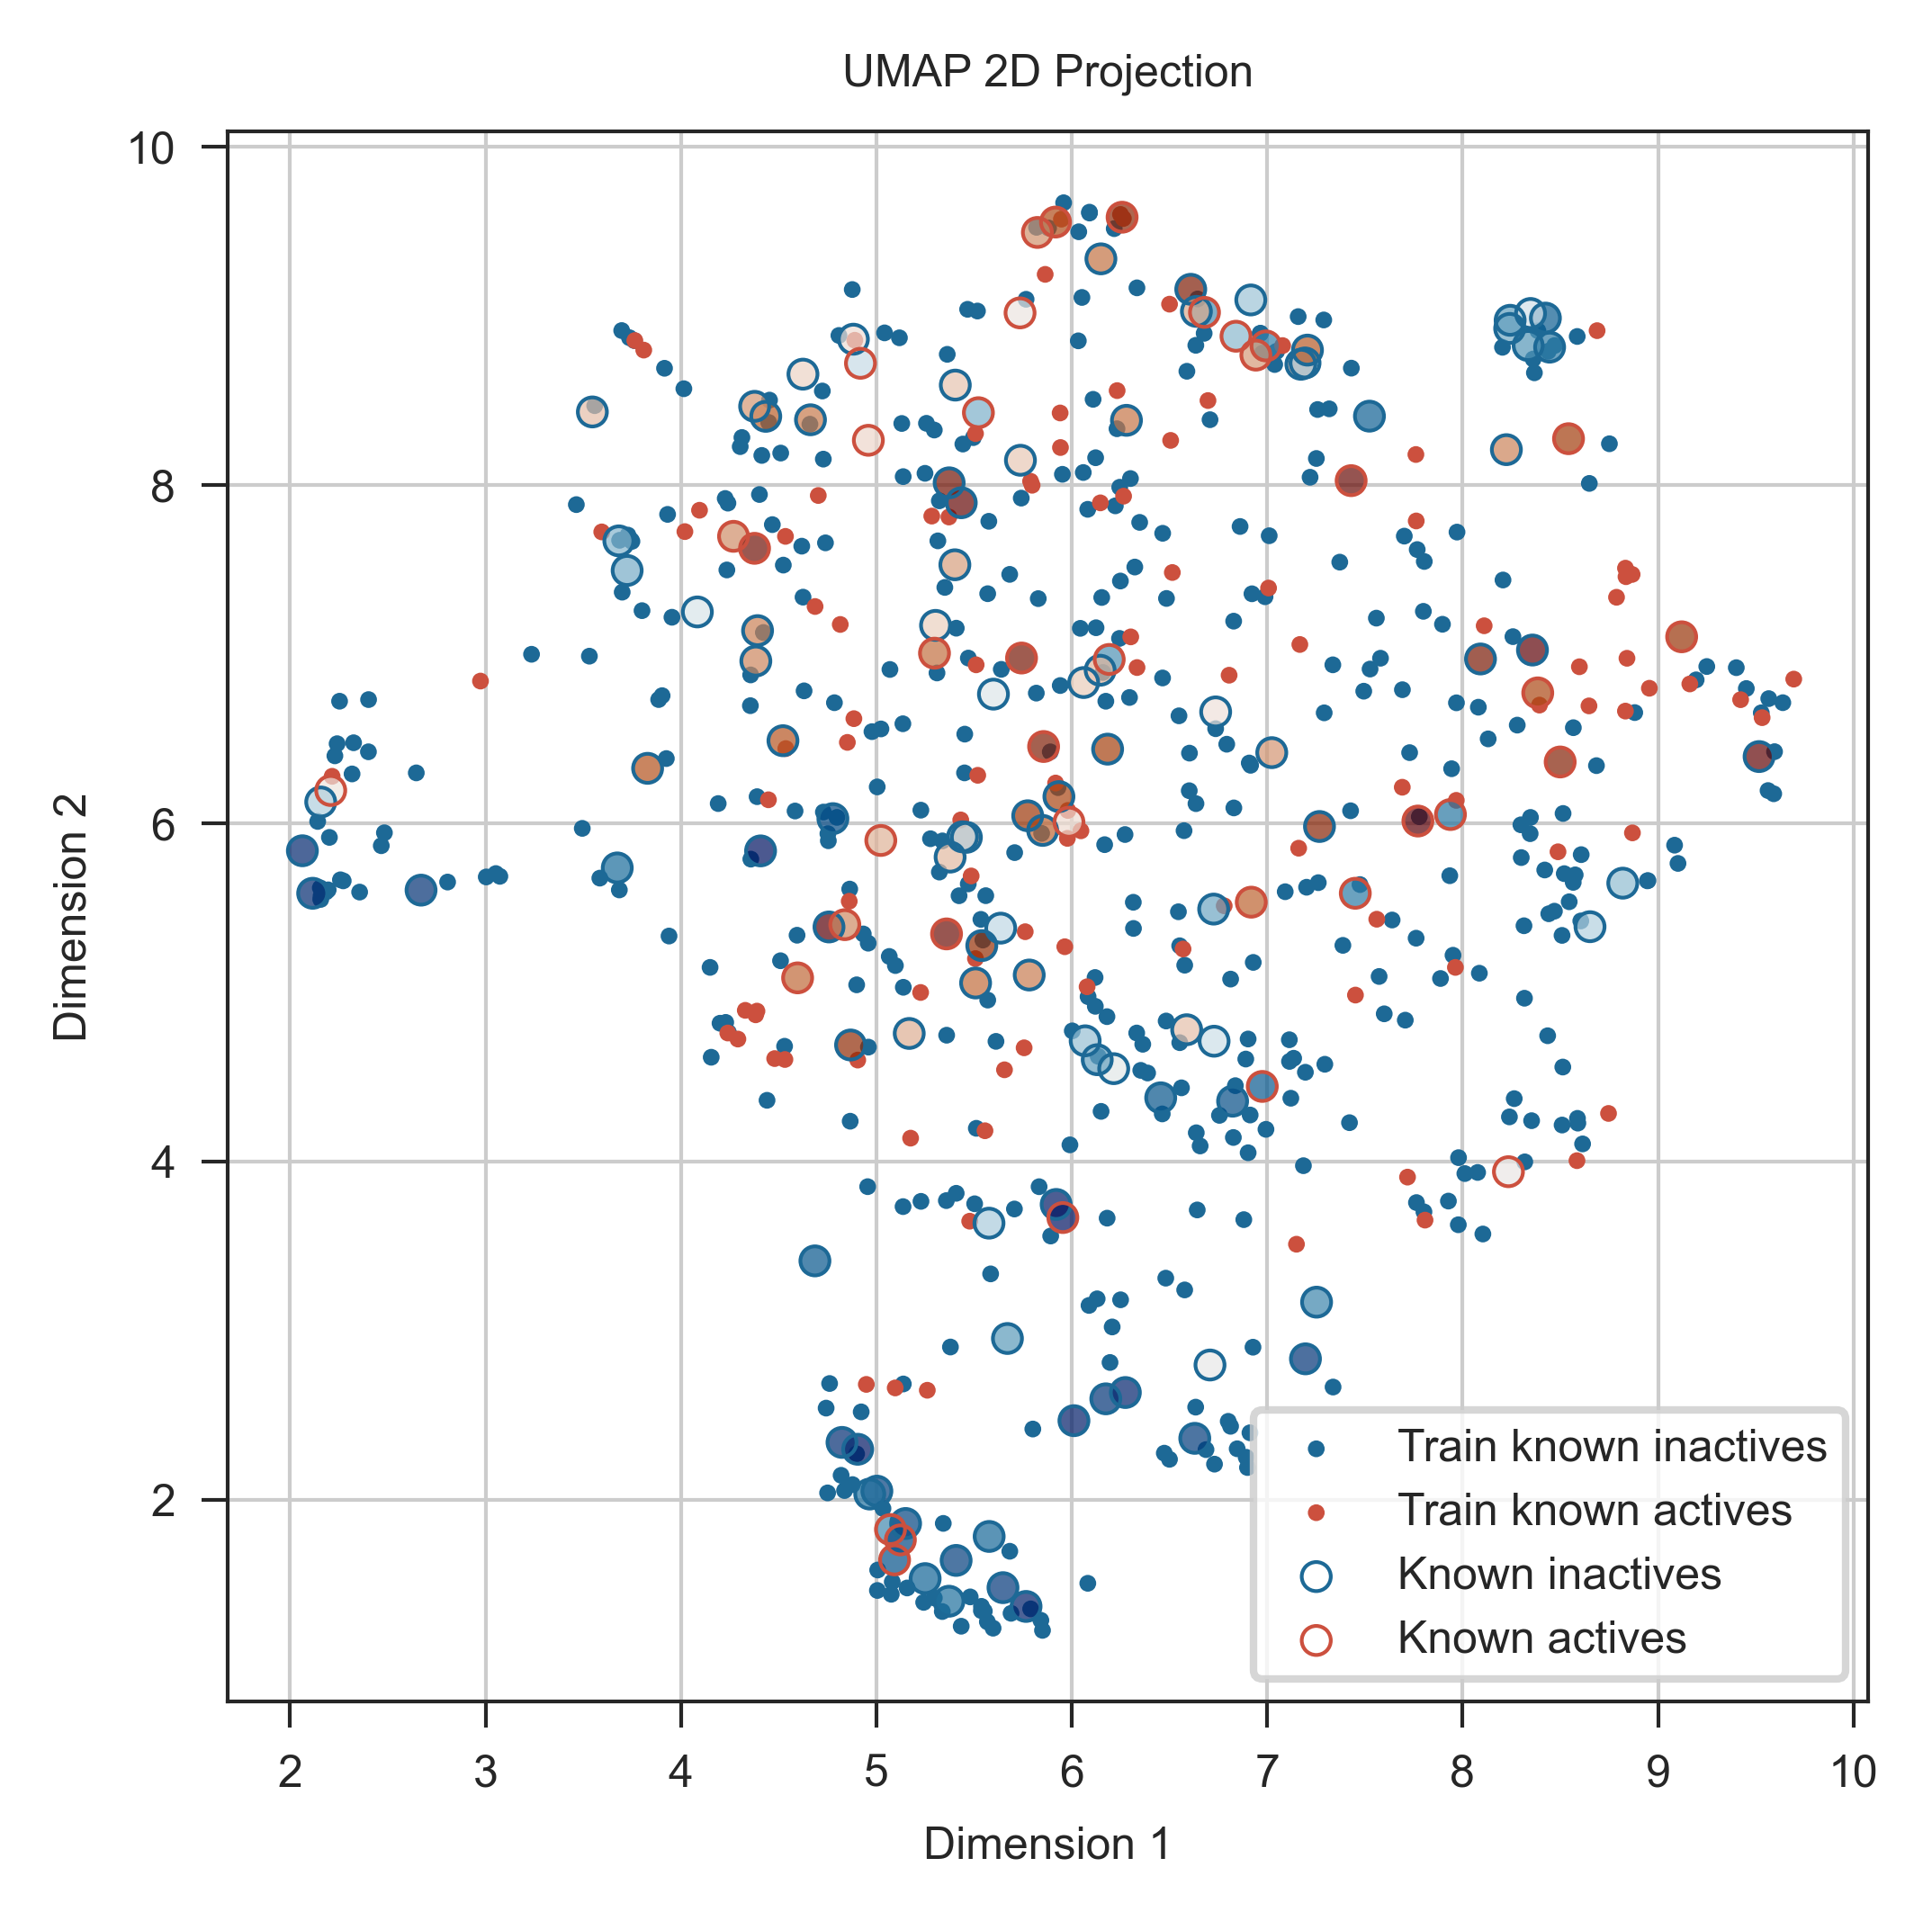 UMAP 2D Projection
10
8
6
4
2
Dimension 2
2 3 4 5 6 7 8 9 10
Dimension 1
Train known inactives
Train known actives
Known inactives
Known actives